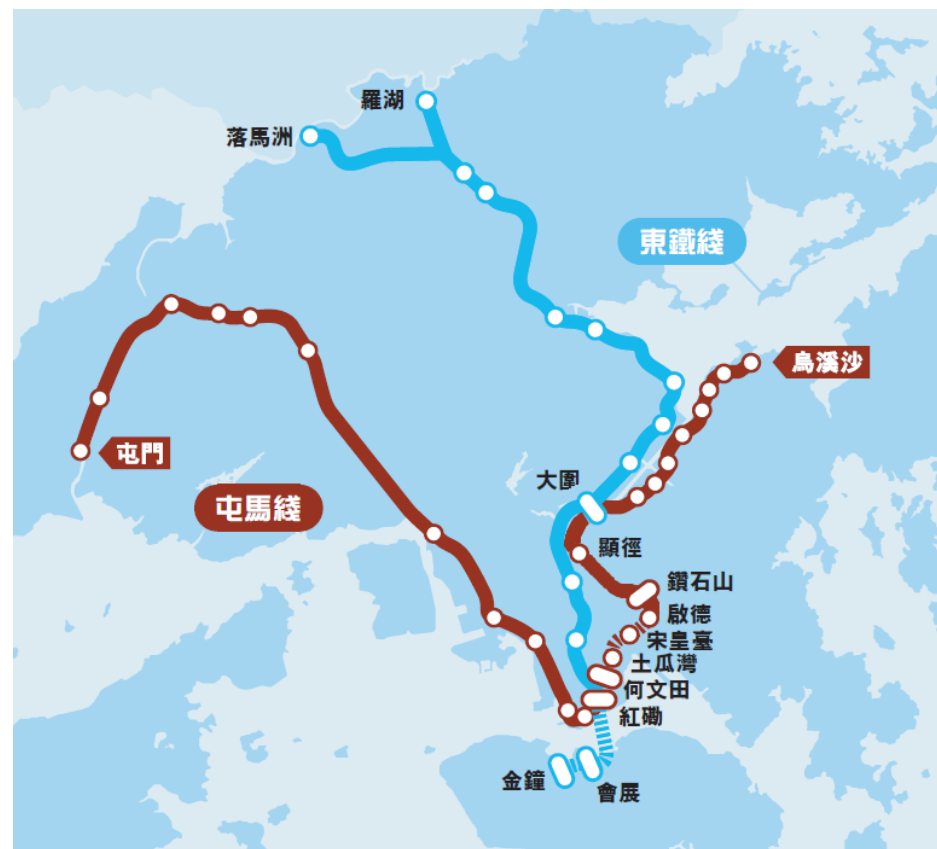 羅湖
落馬洲
東鐵綫
烏溪沙
屯門
大圍
屯馬綫
顯徑
鑽石山
啟德
宋皇臺
土瓜灣
何文田
紅磡
金鐘
會展